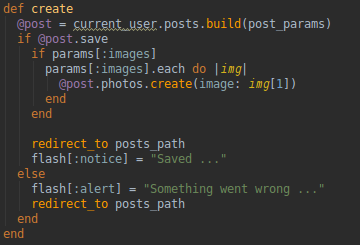 def create
  @post = current_user.posts.build(post_params)
  if @post.save
    if params[:images]
      params[:images].each do |img|
        @post.photos.create(image: img[1])
      end
    end

    redirect_to posts_path
    flash[:notice] = "Saved ..."
  else
    flash[:alert] = "Something went wrong ..."
    redirect_to posts_path
  end
end